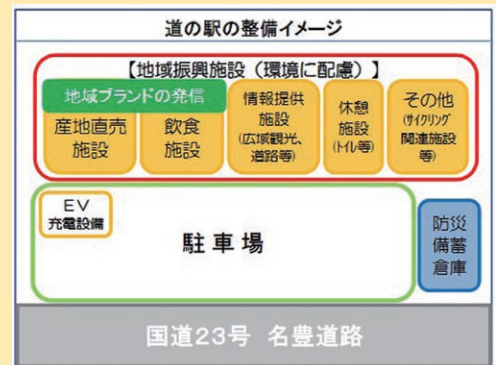 道の駅の整備イメージ
【地域振興施設（環境に配慮）】
地域ブランドの発信
産地直売
施設
飲食
施設
情報提供
施設
(広域観光、
道路等)
休憩
施設
(トイレ等)
その他
(サイクリング
関連施設
等)
EV
充電設備
駐車場
防災
備蓄
倉庫
国道23号 名豊道路